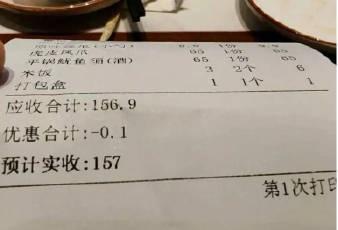 虎皮凤爪 65 1份 65
平锅鱿鱼须(酒) 65 1份 65
米饭 3 2个 6
打包盒 1 1个 1
应收合计:156.9
优惠合计:-0.1
预计实收:157
第1次打印